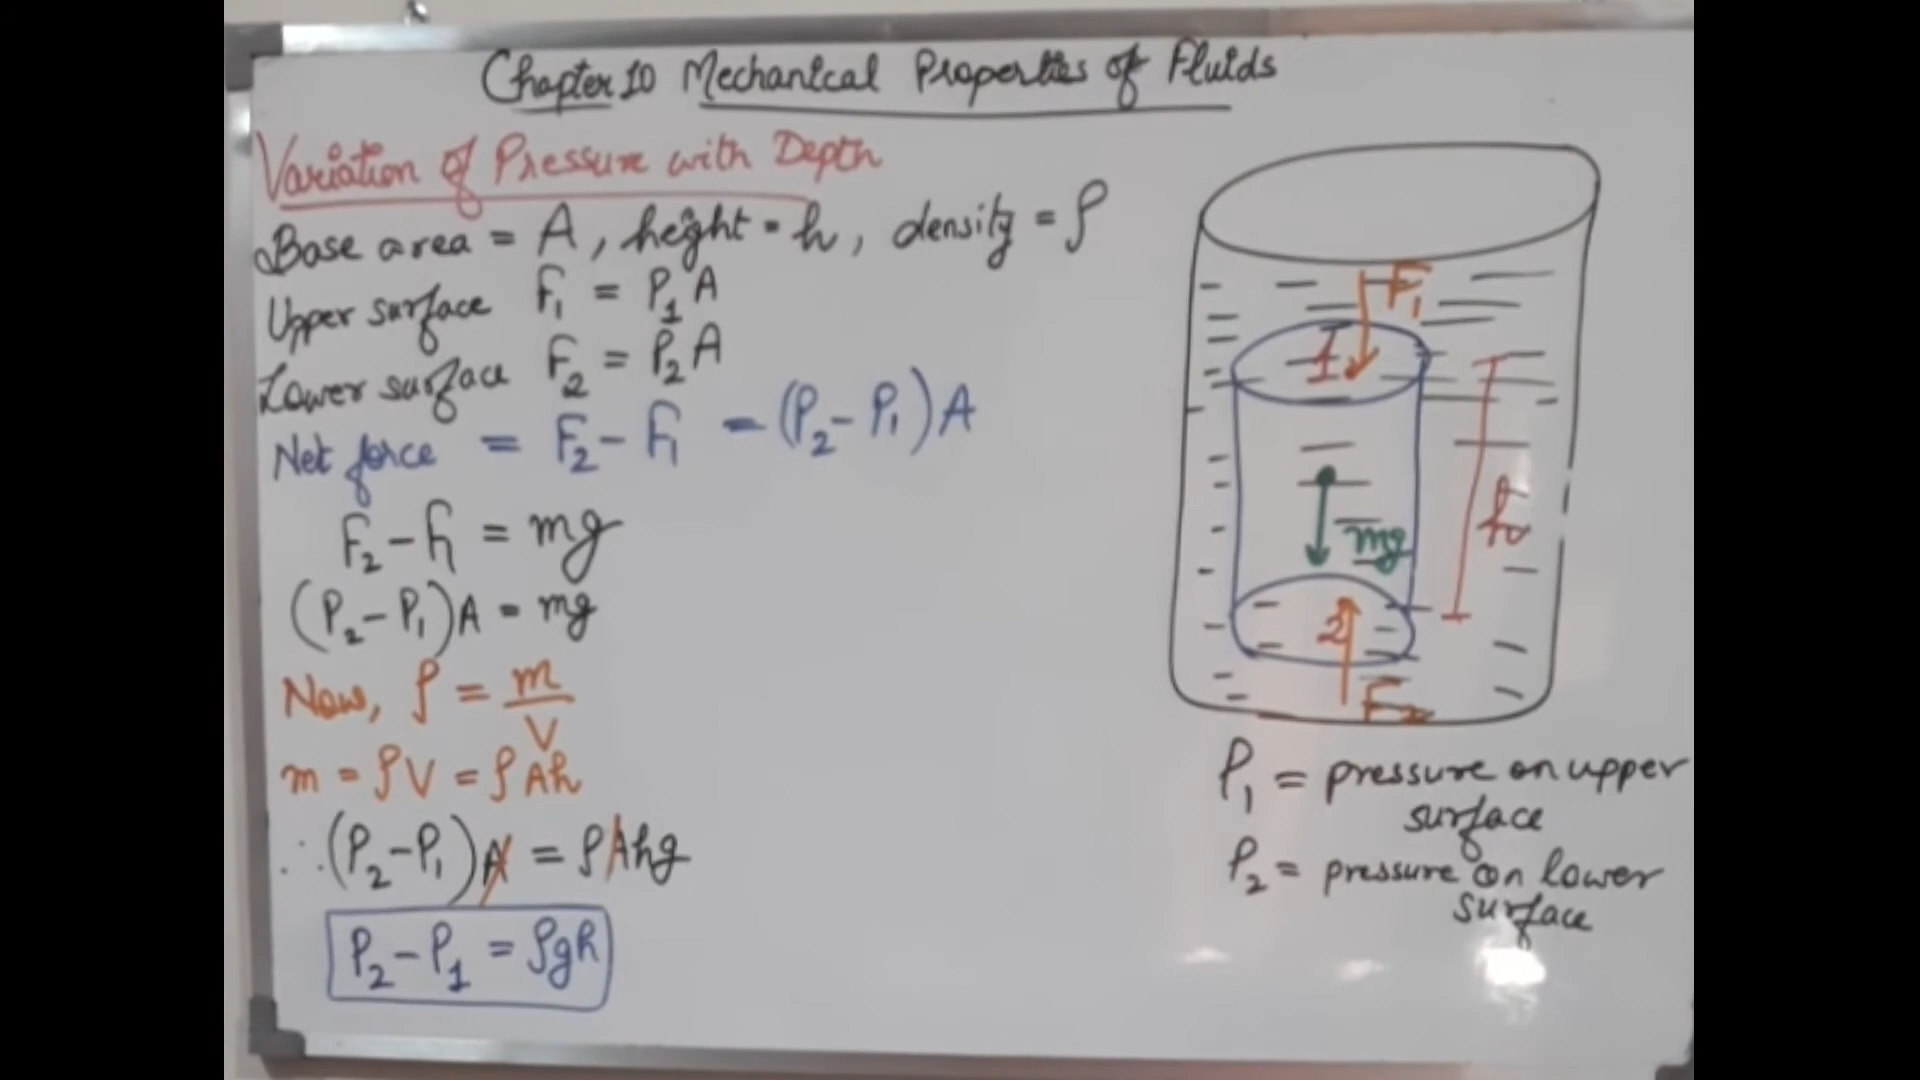 Chapter 10 Mechanical Properties of Fluids
Variation of Pressure with Depth
Base area = A, height = h, density = ρ
Upper surface F₁ = P₁A
Lower surface F₂ = P₂A
Net force = F₂ - F₁ = (P₂ - P₁)A
F₂ - F₁ = mg
(P₂ - P₁)A = mg
Now, ρ = m/V
m = ρV = ρAh
∴ (P₂ - P₁)A = ρAhg
P₂ - P₁ = ρgh
F₁
1
h
mg
2
F₂
P₁ = pressure on upper
surface
P₂ = pressure on lower
surface